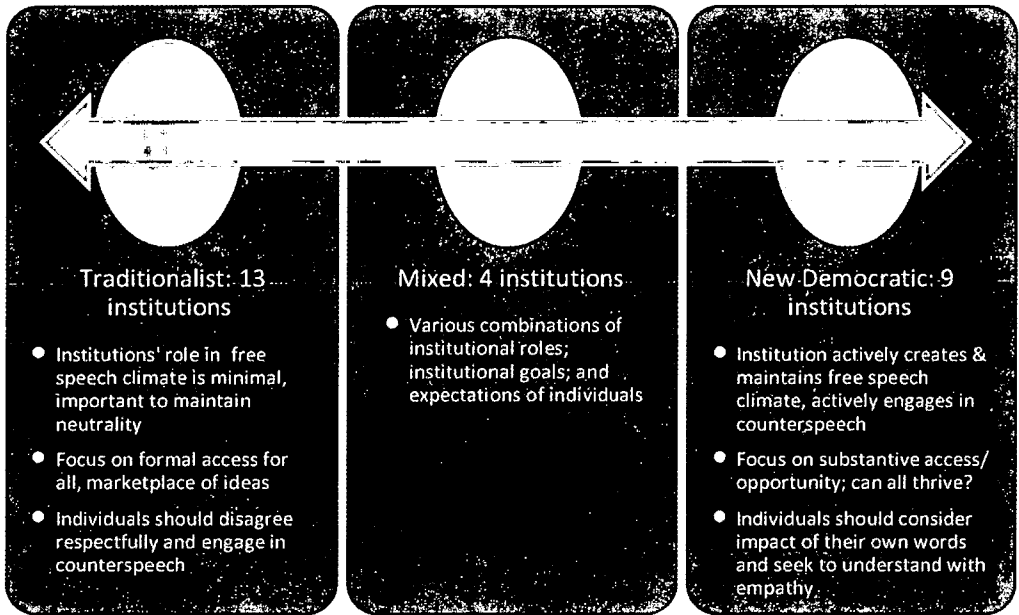 Traditionalist: 13
institutions
● Institutions' role in free
speech climate is minimal,
important to maintain
neutrality
● Focus on formal access for
all, marketplace of ideas
● Individuals should disagree
respectfully and engage in
counterspeech
Mixed: 4 institutions
● Various combinations of
institutional roles;
institutional goals; and
expectations of individuals
New Democratic: 9
institutions
● Institution actively creates &
maintains free speech
climate, actively engages in
counterspeech
● Focus on substantive access/
opportunity; can all thrive?
● Individuals should consider
impact of their own words
and seek to understand with
empathy